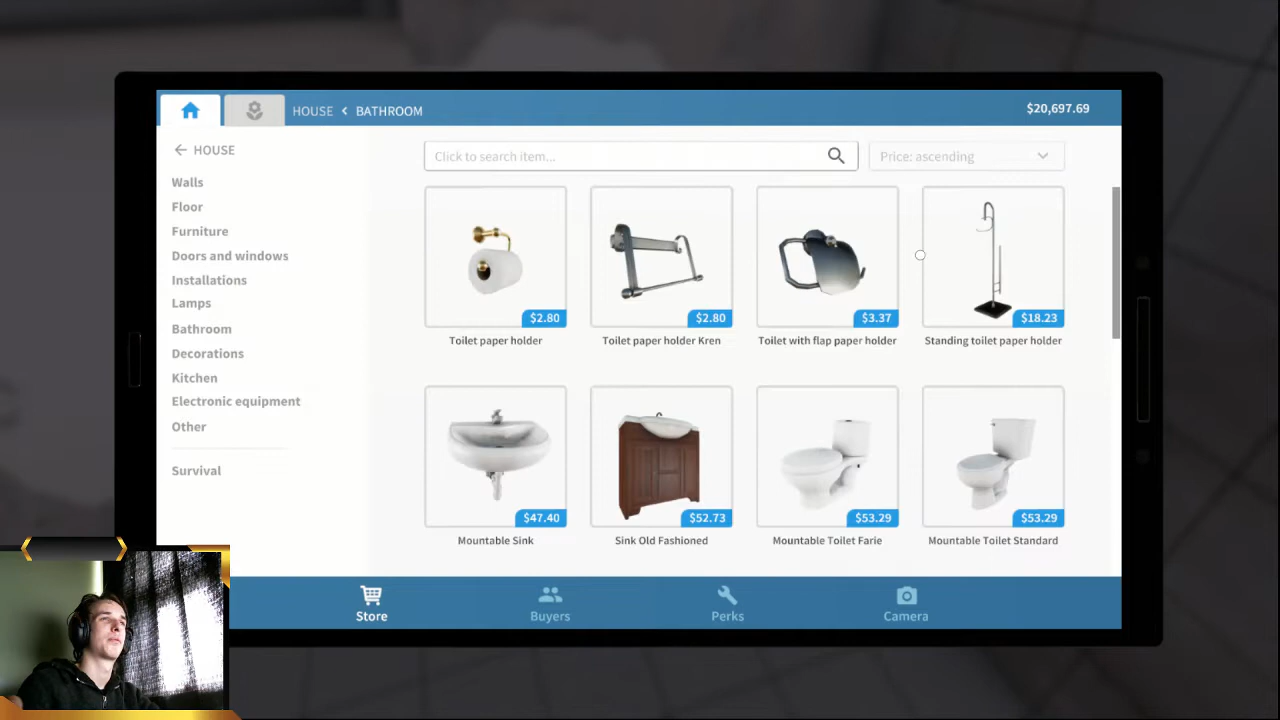 HOUSE < BATHROOM
$20,697.69
← HOUSE
Click to search item...
Price: ascending
Walls
Floor
Furniture
Doors and windows
Installations
Lamps
Bathroom
Decorations
Kitchen
Electronic equipment
Other
Survival
$2.80
$2.80
$3.37
$18.23
Toilet paper holder
Toilet paper holder Kren
Toilet with flap paper holder
Standing toilet paper holder
$47.40
$52.73
$53.29
$53.29
Mountable Sink
Sink Old Fashioned
Mountable Toilet Farie
Mountable Toilet Standard
Store
Buyers
Perks
Camera